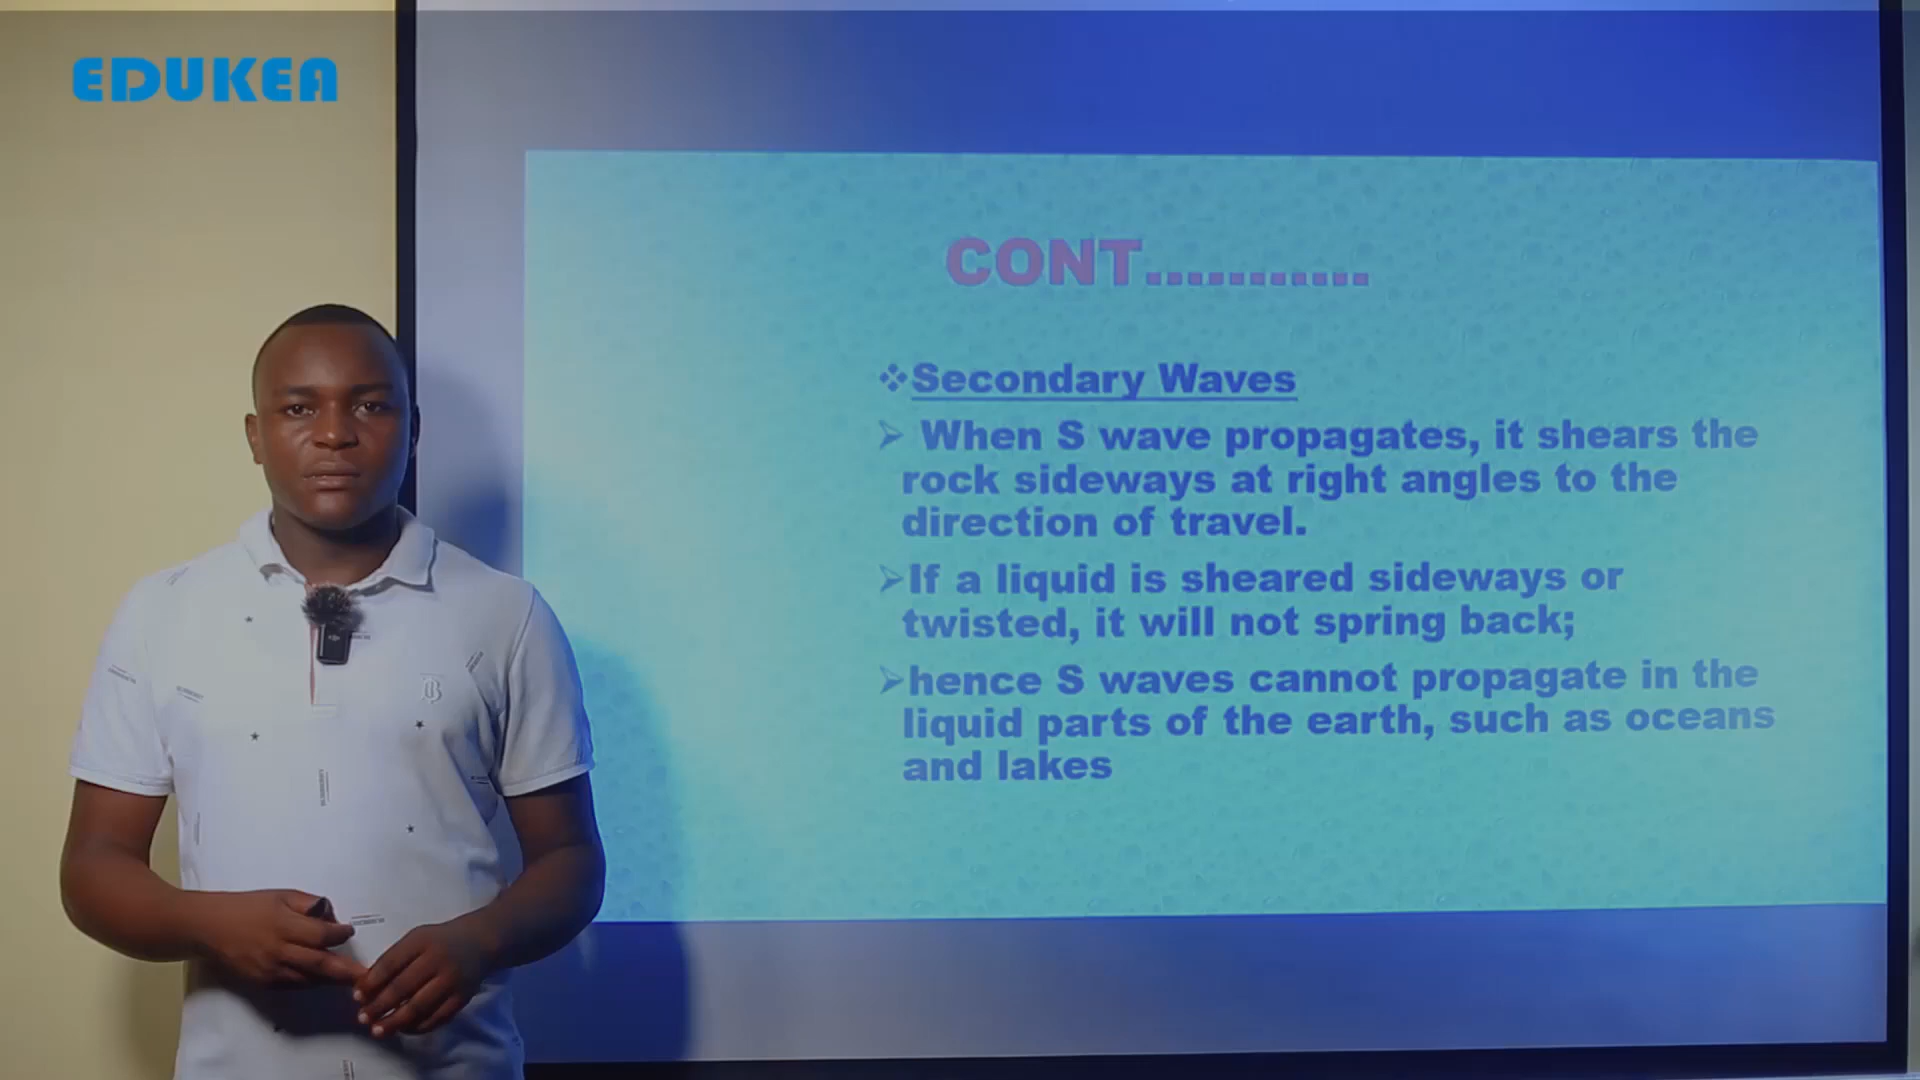 EDUKEA
CONT...........
❖Secondary Waves
➢ When S wave propagates, it shears the
rock sideways at right angles to the
direction of travel.
➢If a liquid is sheared sideways or
twisted, it will not spring back;
➢hence S waves cannot propagate in the
liquid parts of the earth, such as oceans
and lakes